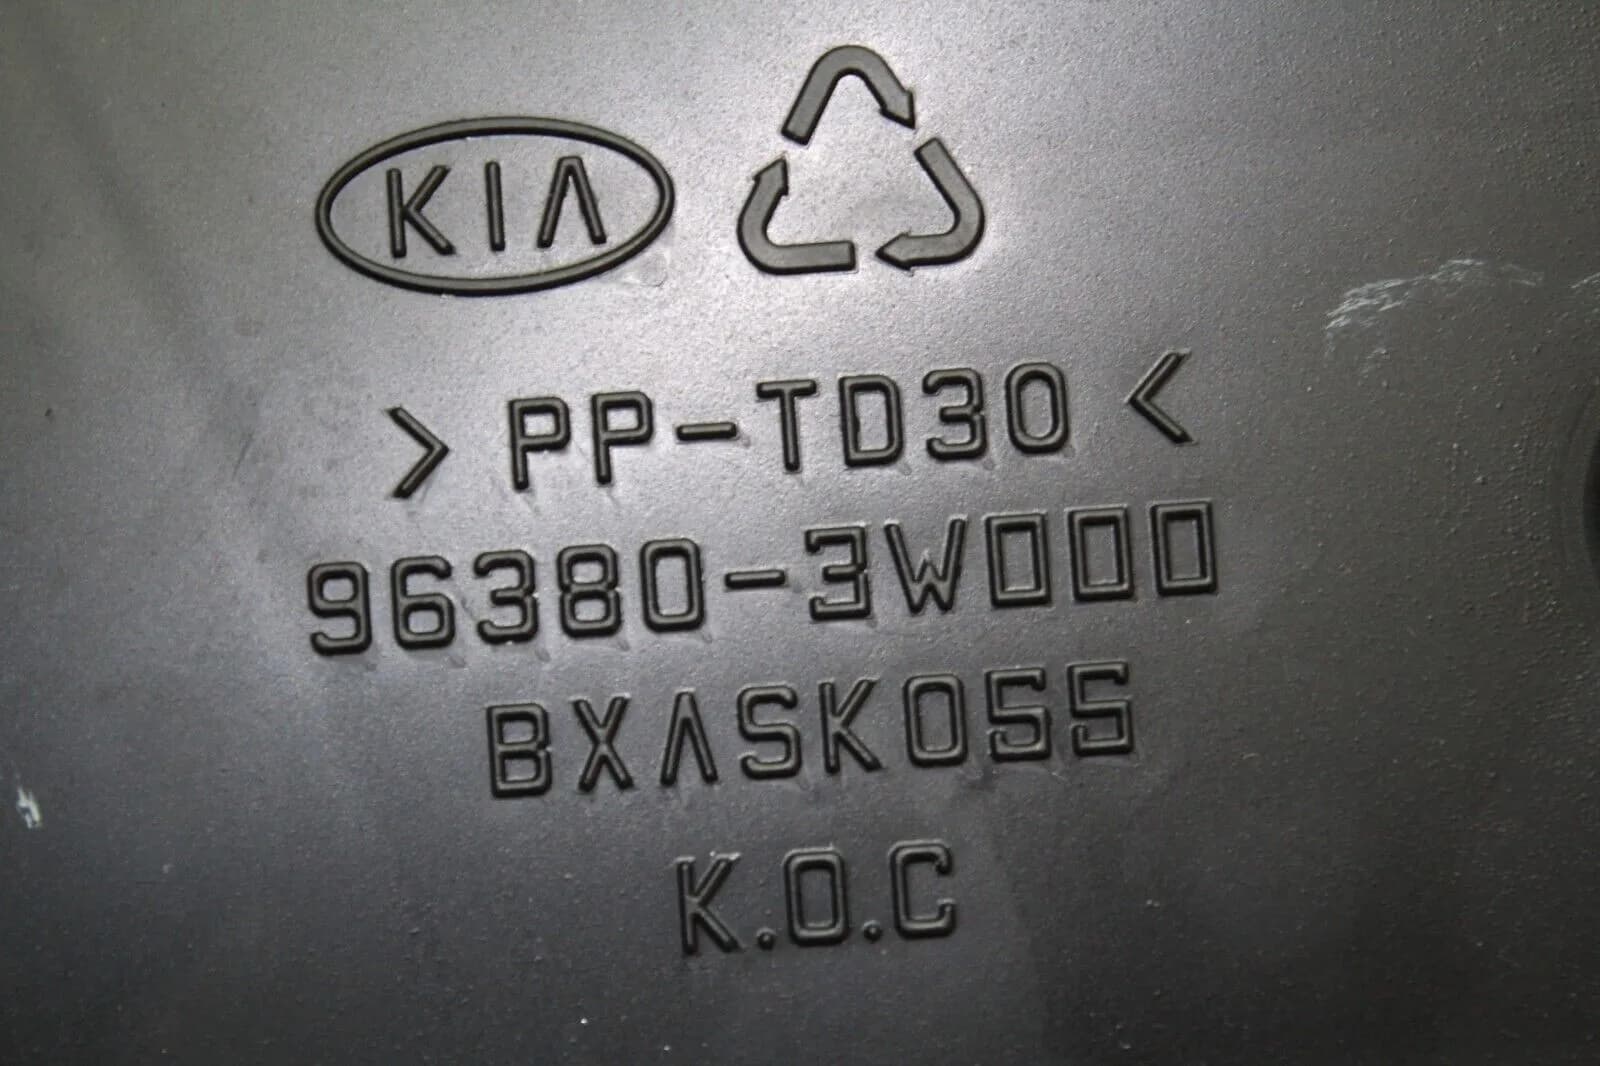 KIA
> PP-TD30 <
96380-3W000
BXASK055
K.O.C